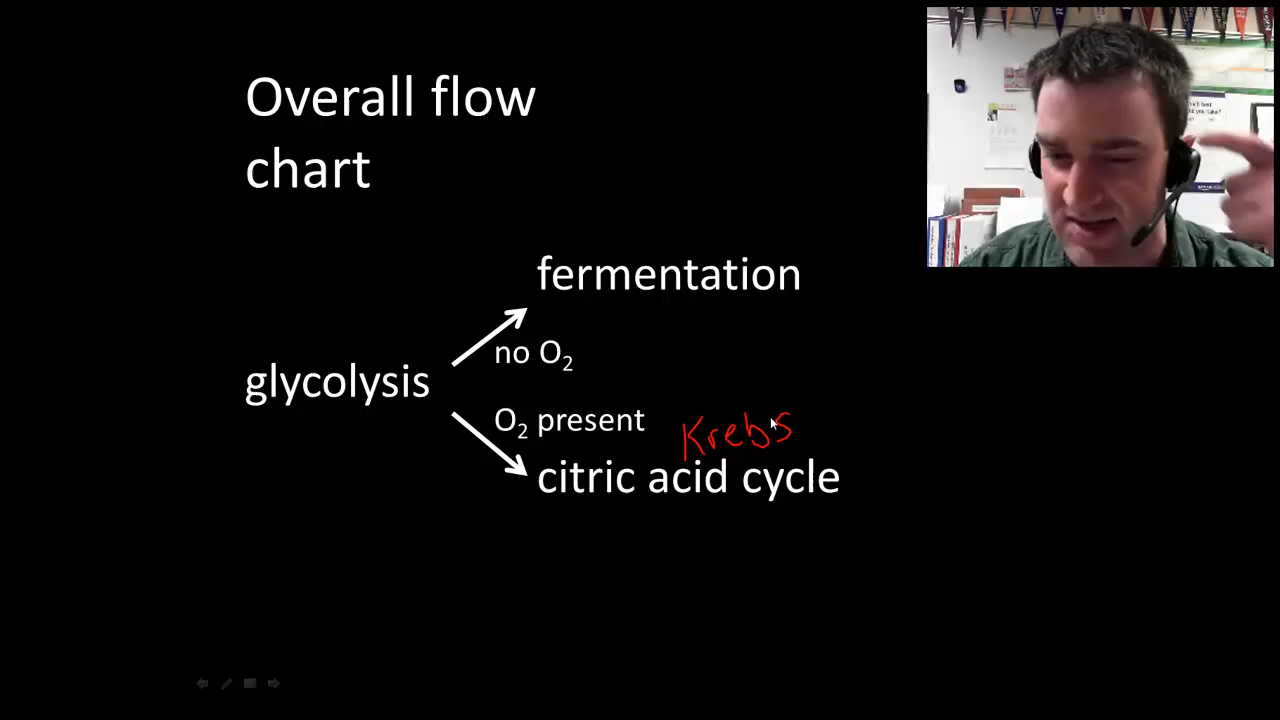 Overall flow
chart
fermentation
no O₂
glycolysis
O₂ present
Krebs
citric acid cycle